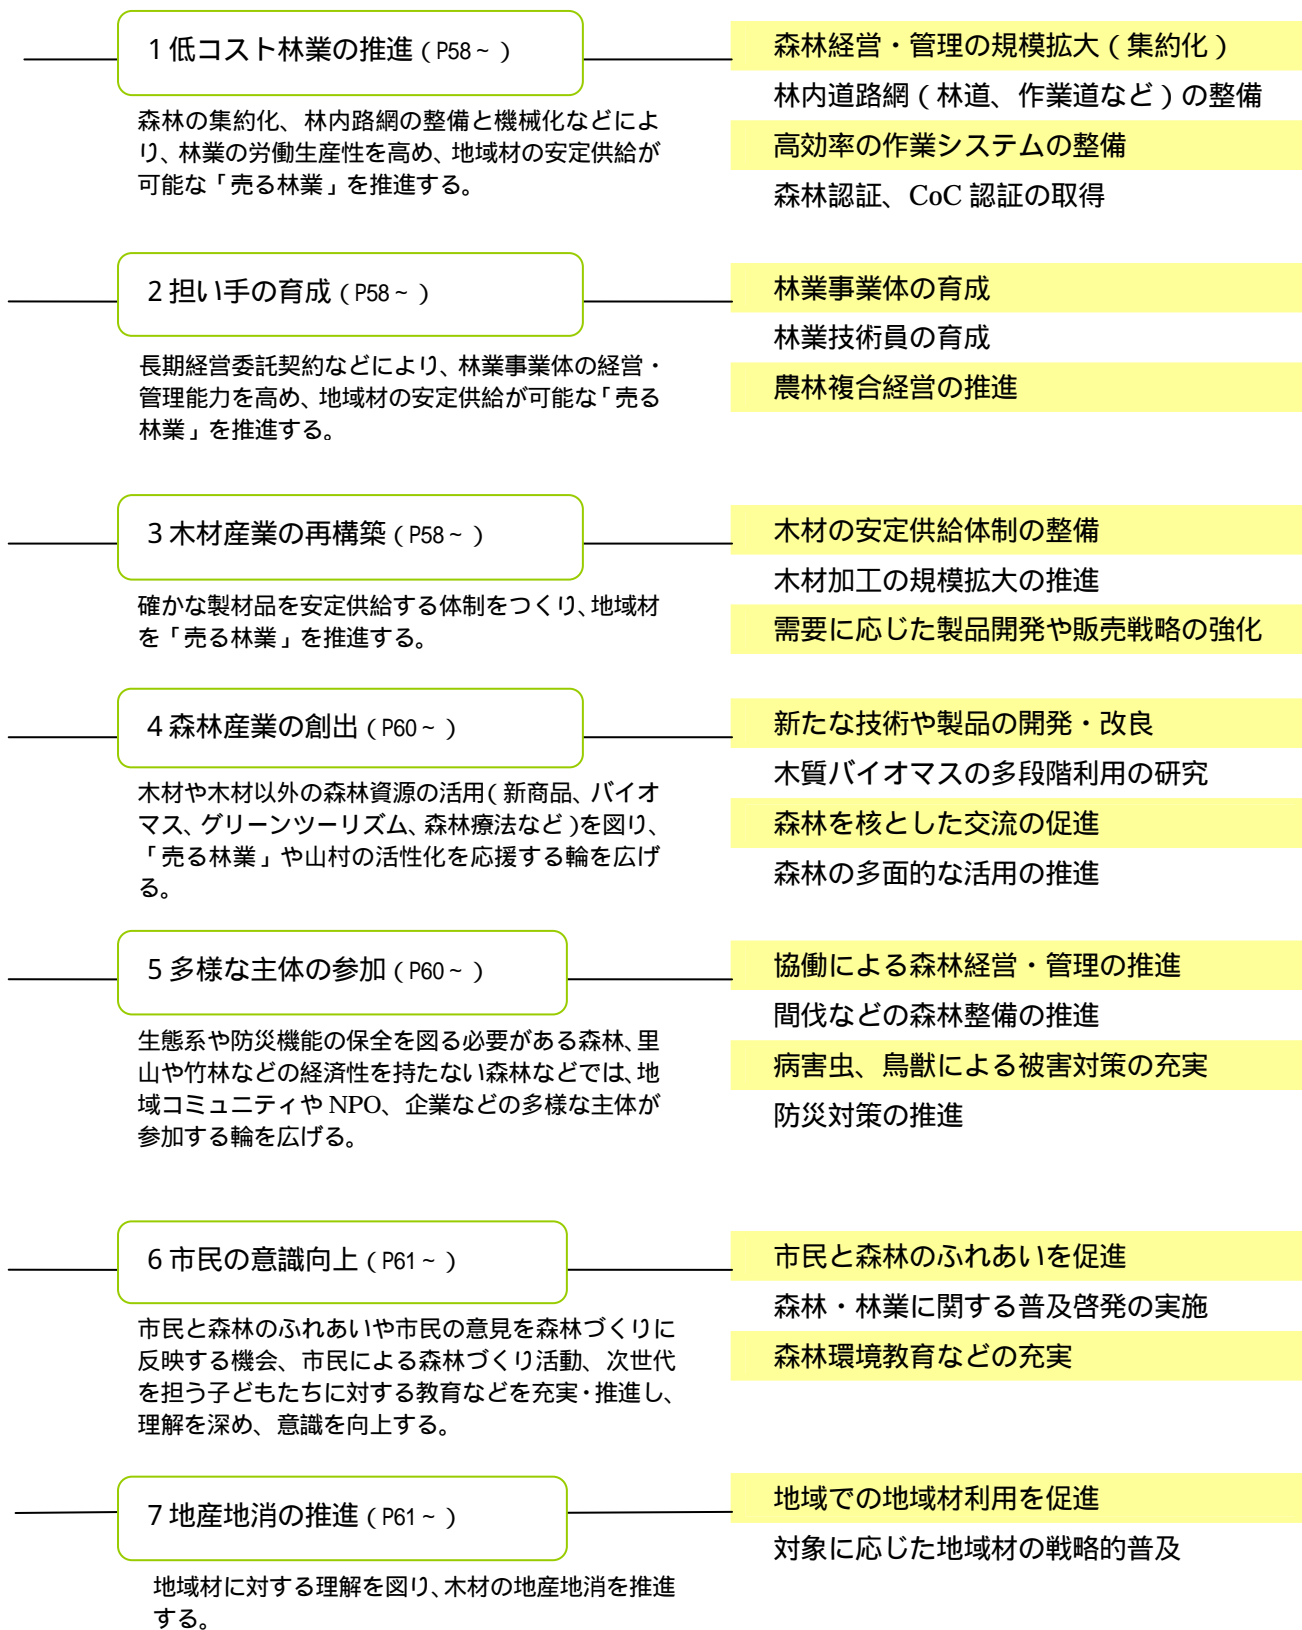 1 低コスト林業の推進（P58～）
森林の集約化、林内路網の整備と機械化などによ
り、林業の労働生産性を高め、地域材の安定供給が
可能な「売る林業」を推進する。
森林経営・管理の規模拡大（集約化）
林内道路網（林道、作業道など）の整備
高効率の作業システムの整備
森林認証、CoC 認証の取得
2 担い手の育成（P58～）
長期経営委託契約などにより、林業事業体の経営・
管理能力を高め、地域材の安定供給が可能な「売る
林業」を推進する。
林業事業体の育成
林業技術員の育成
農林複合経営の推進
3 木材産業の再構築（P58～）
確かな製材品を安定供給する体制をつくり、地域材
を「売る林業」を推進する。
木材の安定供給体制の整備
木材加工の規模拡大の推進
需要に応じた製品開発や販売戦略の強化
4 森林産業の創出（P60～）
木材や木材以外の森林資源の活用（新商品、バイオ
マス、グリーンツーリズム、森林療法など）を図り、
「売る林業」や山村の活性化を応援する輪を広げ
る。
新たな技術や製品の開発・改良
木質バイオマスの多段階利用の研究
森林を核とした交流の促進
森林の多面的な活用の推進
5 多様な主体の参加（P60～）
生態系や防災機能の保全を図る必要がある森林、里
山や竹林などの経済性を持たない森林などでは、地
域コミュニティや NPO、企業などの多様な主体が
参加する輪を広げる。
協働による森林経営・管理の推進
間伐などの森林整備の推進
病害虫、鳥獣による被害対策の充実
防災対策の推進
6 市民の意識向上（P61～）
市民と森林のふれあいや市民の意見を森林づくりに
反映する機会、市民による森林づくり活動、次世代
を担う子どもたちに対する教育などを充実・推進し、
理解を深め、意識を向上する。
市民と森林のふれあいを促進
森林・林業に関する普及啓発の実施
森林環境教育などの充実
7 地産地消の推進（P61～）
地域材に対する理解を図り、木材の地産地消を推進
する。
地域での地域材利用を促進
対象に応じた地域材の戦略的普及